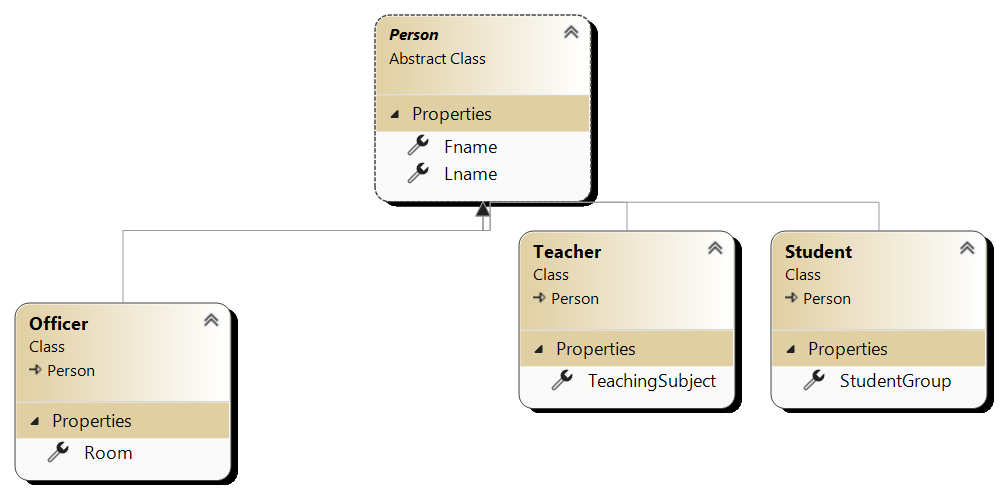 Person
Abstract Class
Properties
Fname
Lname
Officer
Class
Person
Properties
Room
Teacher
Class
Person
Properties
TeachingSubject
Student
Class
Person
Properties
StudentGroup